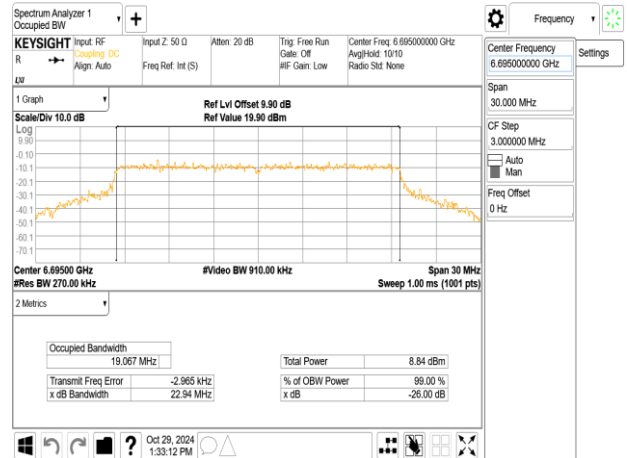 Spectrum Analyzer 1
Occupied BW
+
Frequency
KEYSIGHT
R
LXI
Input: RF
Coupling: DC
Align: Auto
Input Z: 50 Ω
Freq Ref: Int (S)
Atten: 20 dB
Trig: Free Run
Gate: Off
#IF Gain: Low
Center Freq: 6.695000000 GHz
Avg|Hold: 10/10
Radio Std: None
Center Frequency
6.695000000 GHz
Settings
Span
30.000 MHz
CF Step
3.000000 MHz
Auto
Man
Freq Offset
0 Hz
1 Graph
Scale/Div 10.0 dB
Ref Lvl Offset 9.90 dB
Ref Value 19.90 dBm
Log
9.90
-0.10
-10.1
-20.1
-30.1
-40.1
-50.1
-60.1
-70.1
Center 6.69500 GHz
#Video BW 910.00 kHz
Span 30 MHz
#Res BW 270.00 kHz
Sweep 1.00 ms (1001 pts)
2 Metrics
Occupied Bandwidth
19.067 MHz
Total Power 8.84 dBm
Transmit Freq Error -2.965 kHz
% of OBW Power 99.00 %
x dB Bandwidth 22.94 MHz
x dB -26.00 dB
?
Oct 29, 2024
1:33:12 PM